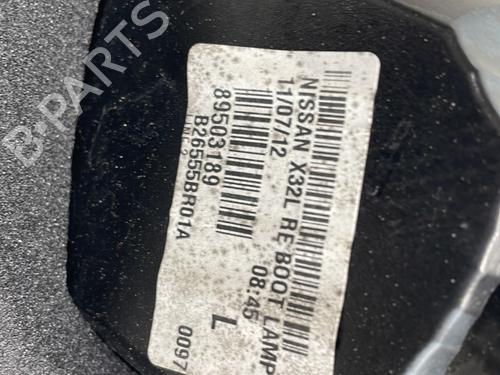 NISSAN X32L RE BOOT LAMP
11/07/12 08:45
89503189
B26555BR01A L
0097
B-PARTS